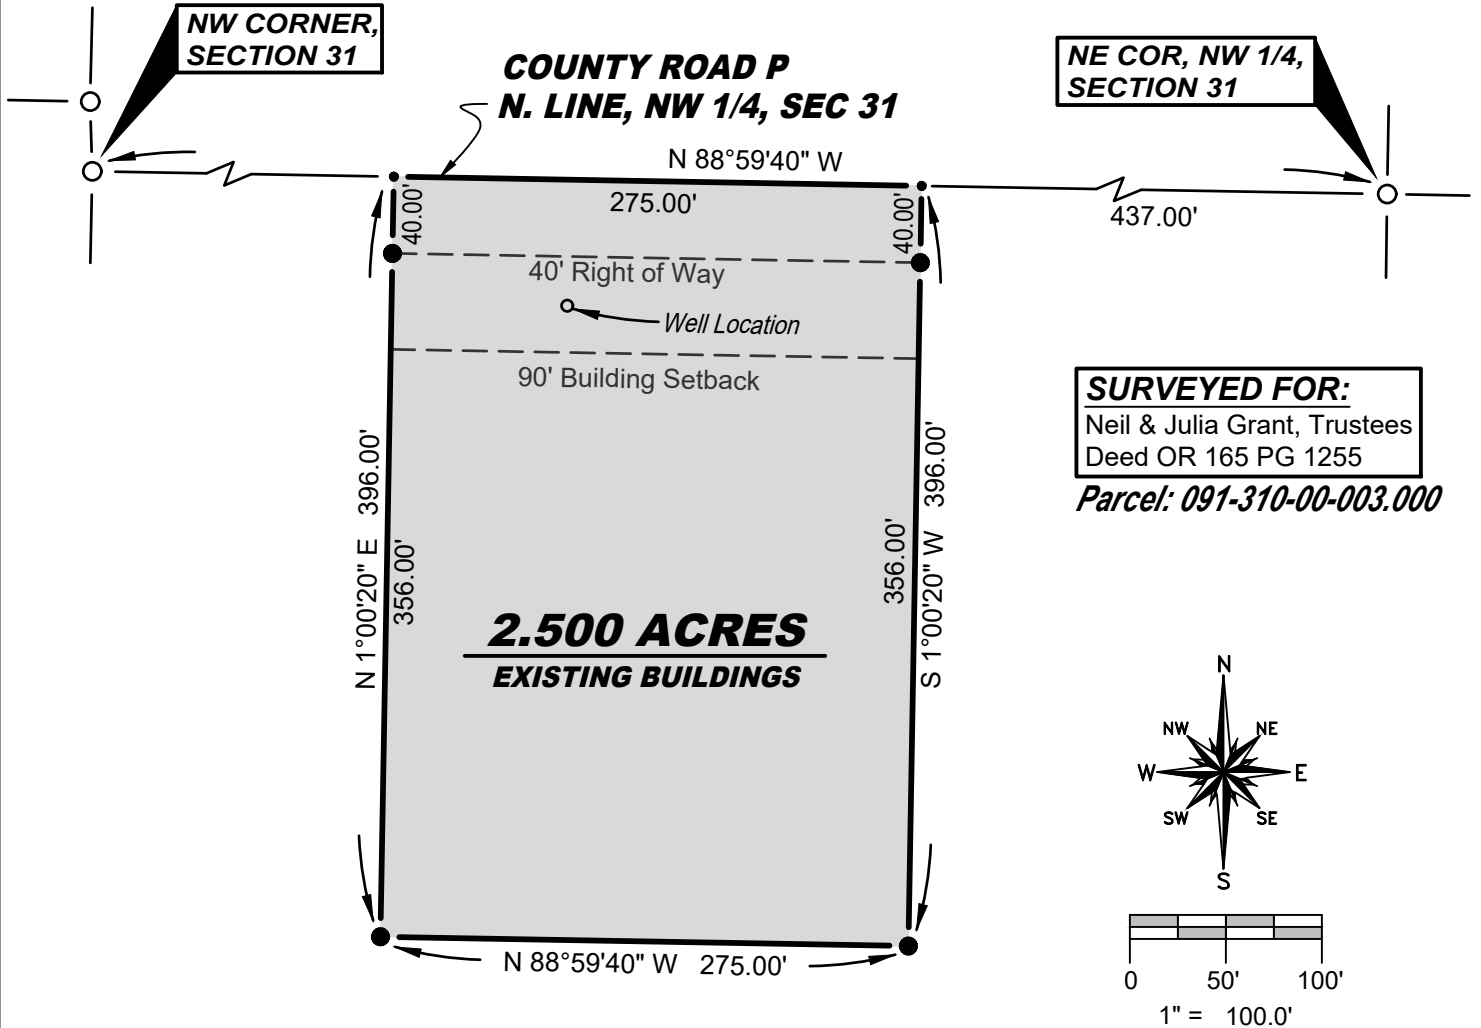 NW CORNER,
SECTION 31
COUNTY ROAD P
N. LINE, NW 1/4, SEC 31
NE COR, NW 1/4,
SECTION 31
N 88°59'40" W
275.00'
40.00'
40.00'
437.00'
40' Right of Way
Well Location
90' Building Setback
SURVEYED FOR:
Neil & Julia Grant, Trustees
Deed OR 165 PG 1255
Parcel: 091-310-00-003.000
N 1°00'20" E 396.00'
356.00'
356.00'
S 1°00'20" W 396.00'
2.500 ACRES
EXISTING BUILDINGS
N
NW
NE
W
E
SW
SE
S
N 88°59'40" W 275.00'
0 50' 100'
1" = 100.0'